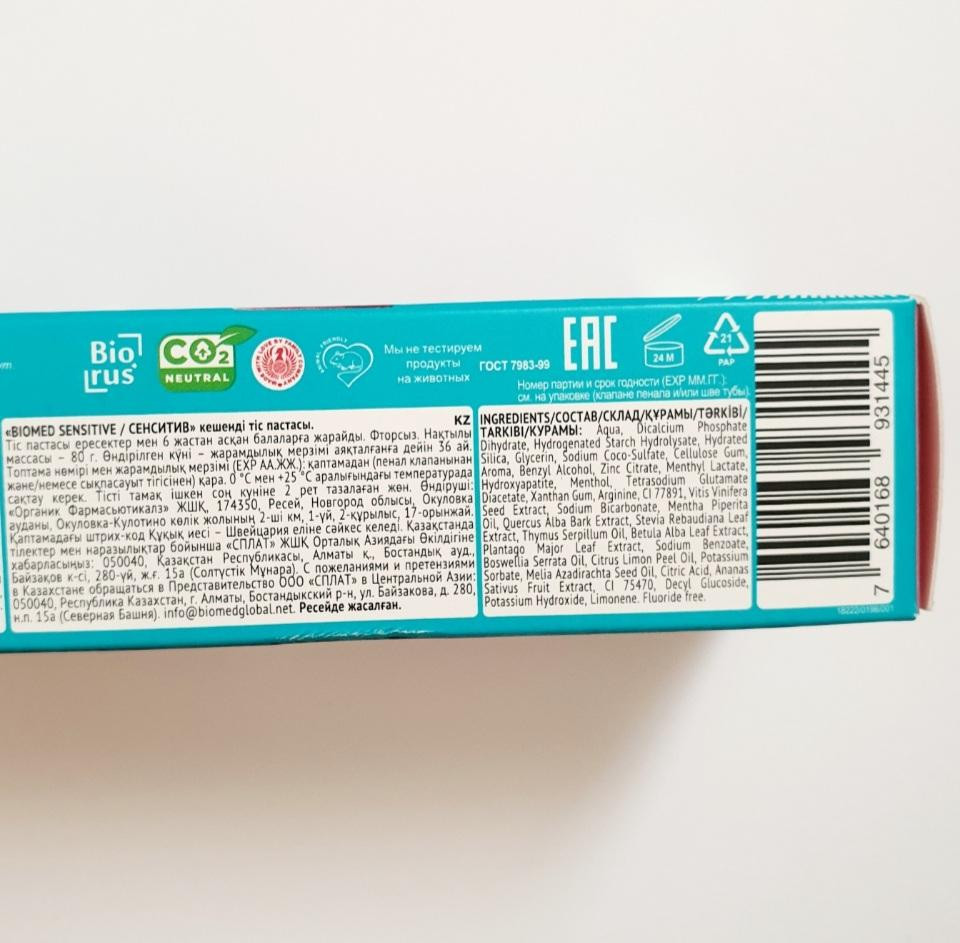 Bio
rus
CO2
NEUTRAL
Мы не тестируем
продукты
на животных
ГОСТ 7983-99
EAC
24 M
21
PAP
Номер партии и срок годности (EXP ММ.ГГ.):
см. на упаковке (клапане пенала и/или шве тубы).
KZ
«BIOMED SENSITIVE / СЕНСИТИВ» кешенді тіс пастасы.
Тіс пастасы ересектер мен 6 жастан асқан балаларға жарайды. Фторсыз. Нақтылы
массасы – 80 г. Өндірілген күні – жарамдылық мерзімі аяқталғанға дейін 36 ай.
Топтама нөмірі мен жарамдылық мерзімі (EXP АА.ЖЖ.): қаптамадан (пенал клапанынан
және/немесе сықпасауыт тігісінен) қара. 0 °С мен +25 °С аралығындағы температурада
сақтау керек. Тісті тамақ ішкен соң күніне 2 рет тазалаған жөн. Өндіруші:
«Органик Фармасьютикалз» ЖШҚ, 174350, Ресей, Новгород облысы, Окуловка
ауданы, Окуловка-Кулотино көлік жолының 2-ші км, 1-үй, 2-құрылыс, 17-орынжай.
Қаптамадағы штрих-код Құқық иесі – Швейцария еліне сәйкес келеді. Қазақстанда
тілектер мен наразылықтар бойынша «СПЛАТ» ЖШҚ Орталық Азиядағы Өкілдігіне
хабарласыңыз: 050040, Қазақстан Республикасы, Алматы қ., Бостандық ауд.,
Байзақов к-сі, 280-үй, ж.ғ. 15а (Солтүстік Мұнара). С пожеланиями и претензиями
в Казахстане обращаться в Представительство ООО «СПЛАТ» в Центральной Азии:
050040, Республика Казахстан, г. Алматы, Бостандыкский р-н, ул. Байзакова, д. 280,
н.п. 15а (Северная Башня). info@biomedglobal.net. Ресейде жасалған.
INGREDIENTS/СОСТАВ/СКЛАД/ҚҰРАМЫ/ТӘРКІБІ/
TARKIBI/КУРАМЫ: Aqua, Dicalcium Phosphate
Dihydrate, Hydrogenated Starch Hydrolysate, Hydrated
Silica, Glycerin, Sodium Coco-Sulfate, Cellulose Gum,
Aroma, Benzyl Alcohol, Zinc Citrate, Menthyl Lactate,
Hydroxyapatite, Menthol, Tetrasodium Glutamate
Diacetate, Xanthan Gum, Arginine, CI 77891, Vitis Vinifera
Seed Extract, Sodium Bicarbonate, Mentha Piperita
Oil, Quercus Alba Bark Extract, Stevia Rebaudiana Leaf
Extract, Thymus Serpillum Oil, Betula Alba Leaf Extract,
Plantago Major Leaf Extract, Sodium Benzoate,
Boswellia Serrata Oil, Citrus Limon Peel Oil, Potassium
Sorbate, Melia Azadirachta Seed Oil, Citric Acid, Ananas
Sativus Fruit Extract, CI 75470, Decyl Glucoside,
Potassium Hydroxide, Limonene. Fluoride free.
7 640168 931445
18222/0198/001